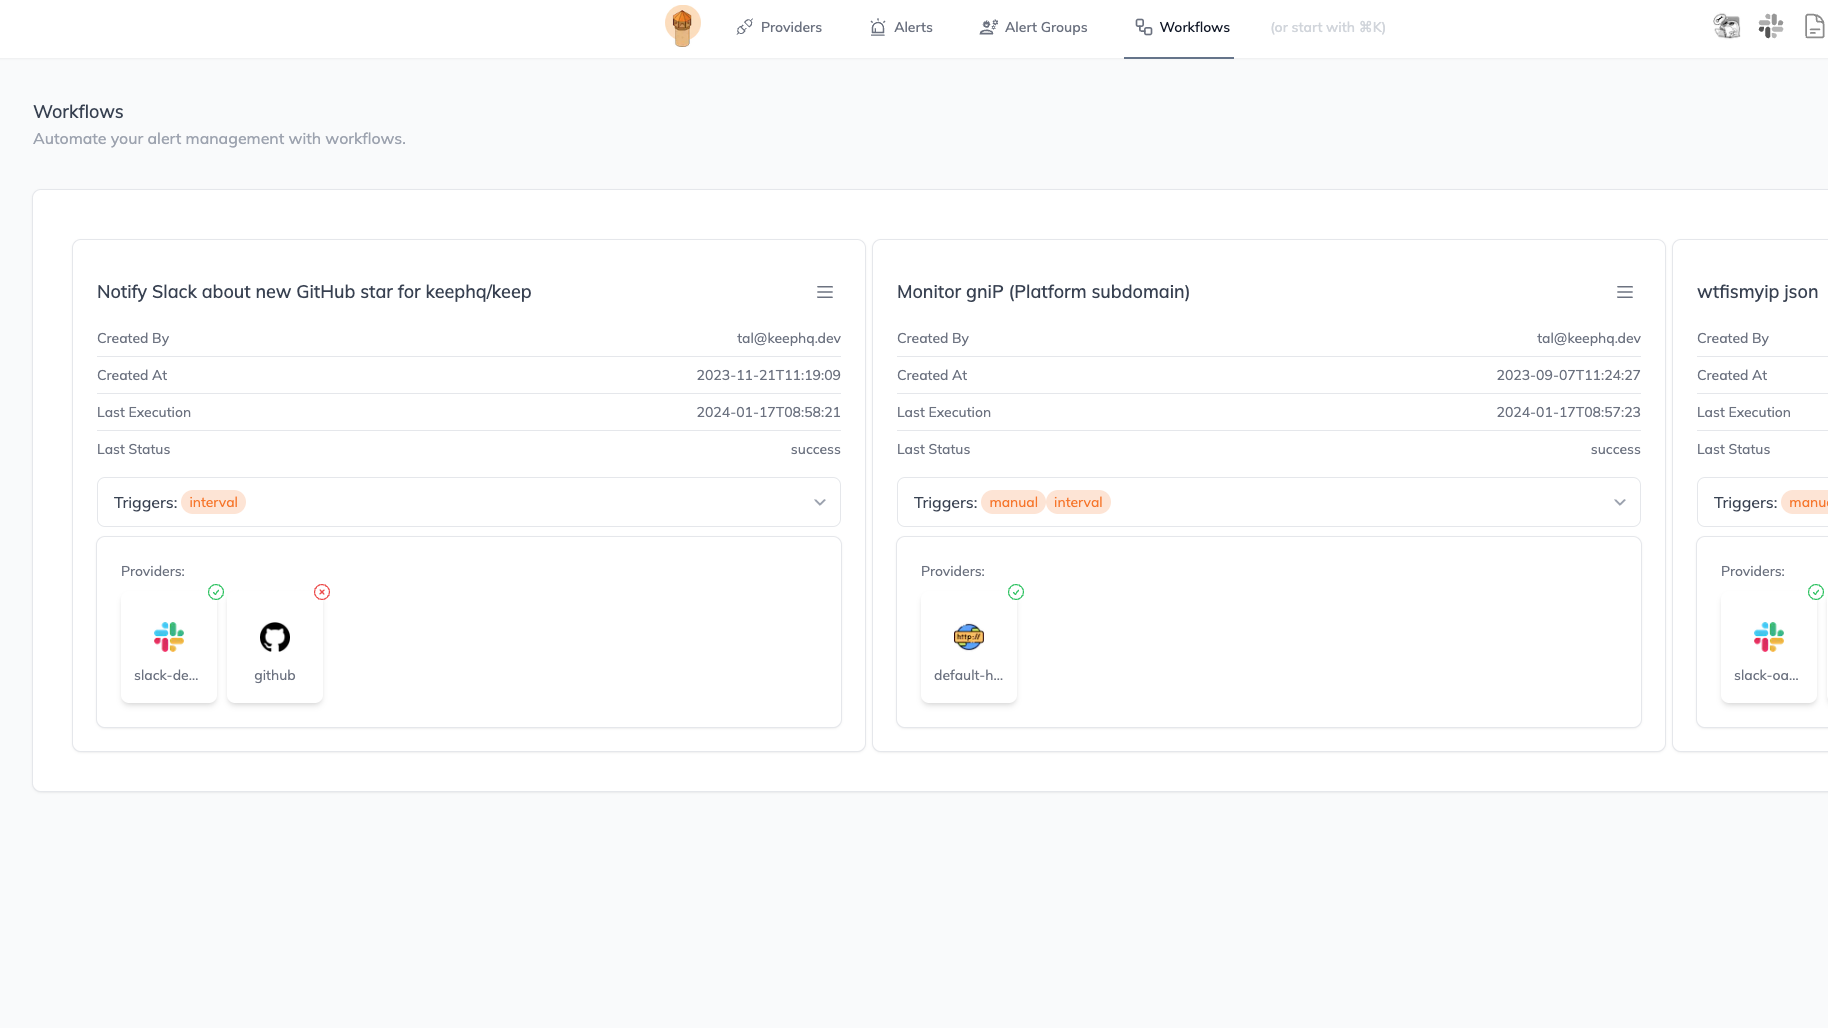 Providers
Alerts
Alert Groups
Workflows
(or start with ⌘K)
Workflows
Automate your alert management with workflows.
Notify Slack about new GitHub star for keephq/keep
Created By tal@keephq.dev
Created At 2023-11-21T11:19:09
Last Execution 2024-01-17T08:58:21
Last Status success
Triggers: interval
Providers:
slack-de...
github
Monitor gniP (Platform subdomain)
Created By tal@keephq.dev
Created At 2023-09-07T11:24:27
Last Execution 2024-01-17T08:57:23
Last Status success
Triggers: manual interval
Providers:
http://
default-h...
wtfismyip json
Created By
Created At
Last Execution
Last Status
Triggers: manu
Providers:
slack-oa...